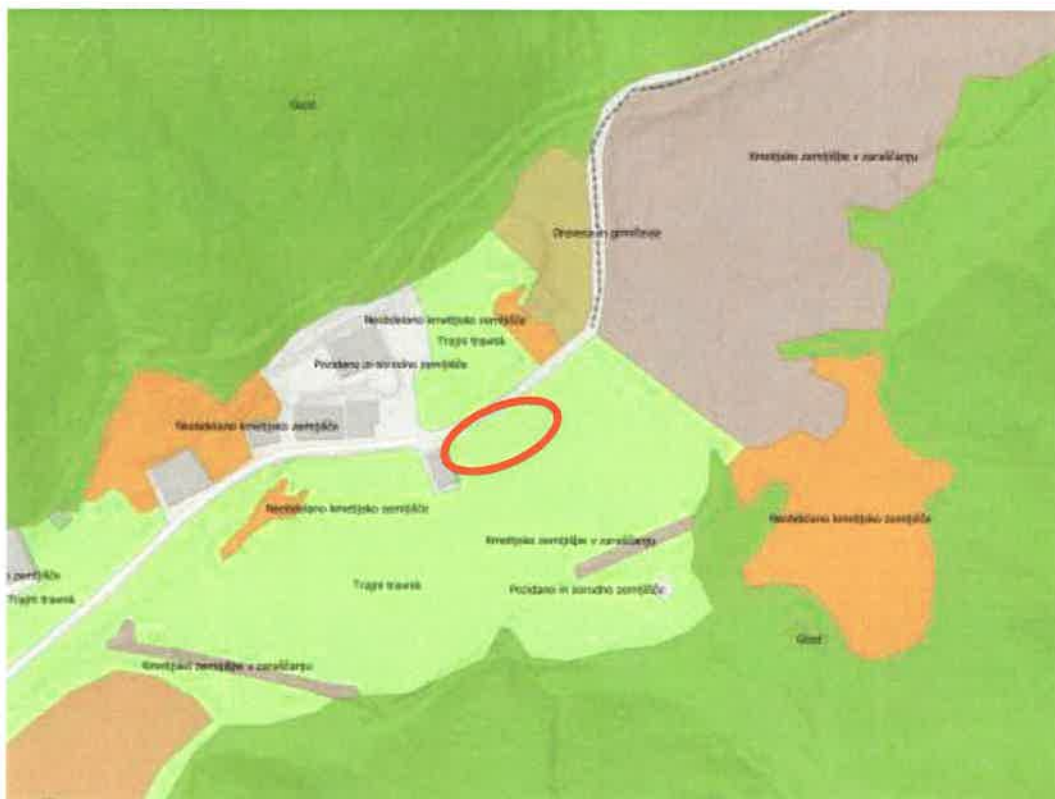 Gozd
Kmetijsko zemljišče v zaraščanju
Drevesa in grmičevje
Neobdelano kmetijsko zemljišče
Trajni travnik
Pozidano in sorodno zemljišče
Neobdelano kmetijsko zemljišče
Neobdelano kmetijsko zemljišče
Neobdelano kmetijsko zemljišče
Kmetijsko zemljišče v zaraščanju
zemljišče
Trajni travnik
Trajni travnik
Pozidano in sorodno zemljišče
Gozd
Kmetijsko zemljišče v zaraščanju